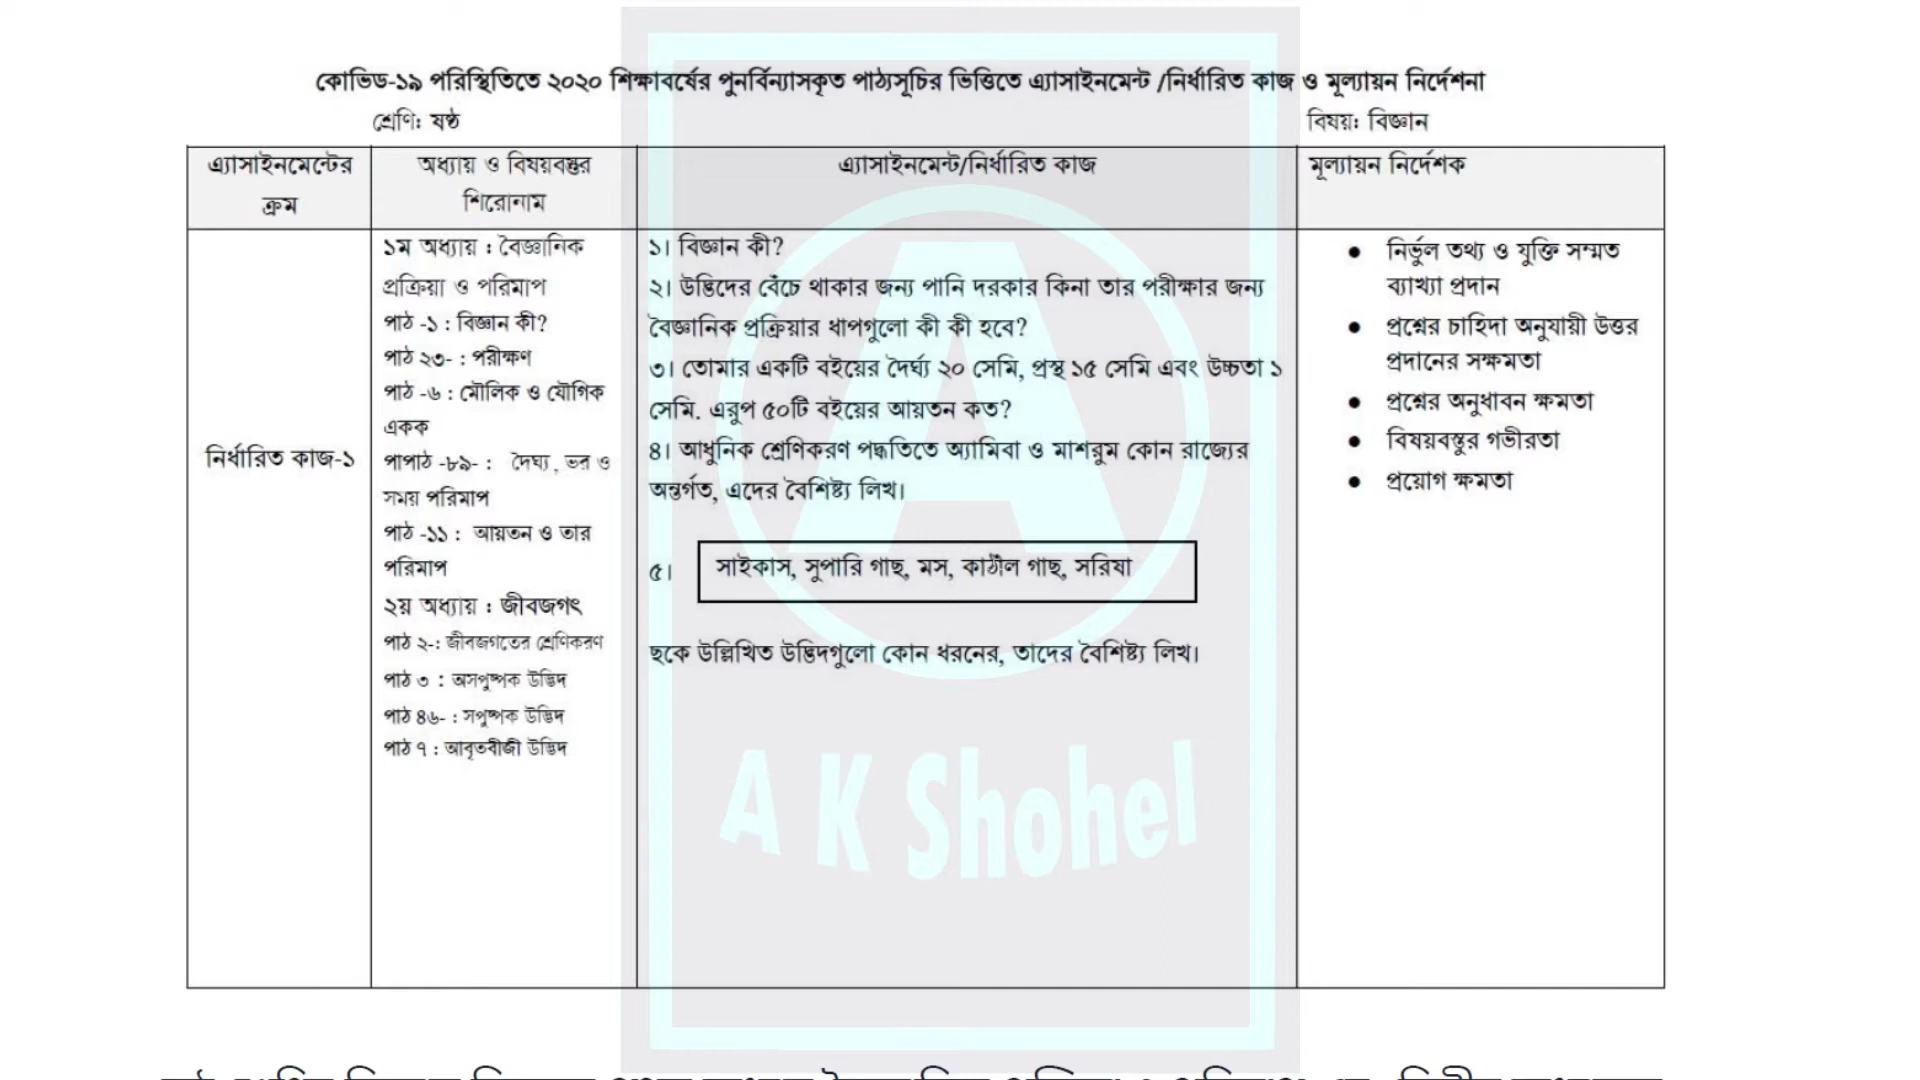 কোভিড-১৯ পরিস্থিতিতে ২০২০ শিক্ষাবর্ষের পুনর্বিন্যাসকৃত পাঠ্যসূচির ভিত্তিতে এ্যাসাইনমেন্ট /নির্ধারিত কাজ ও মূল্যায়ন নির্দেশনা
শ্রেণি: ষষ্ঠ
বিষয়: বিজ্ঞান
এ্যাসাইনমেন্টের
ক্রম
অধ্যায় ও বিষয়বস্তুর
শিরোনাম
এ্যাসাইনমেন্ট/নির্ধারিত কাজ
মূল্যায়ন নির্দেশক
নির্ধারিত কাজ-১
১ম অধ্যায় : বৈজ্ঞানিক
প্রক্রিয়া ও পরিমাপ
পাঠ -১ : বিজ্ঞান কী?
পাঠ ২৩- : পরীক্ষণ
পাঠ -৬ : মৌলিক ও যৌগিক
একক
পাপাঠ -৮৯- : দৈঘ্য, ভর ও
সময় পরিমাপ
পাঠ -১১ : আয়তন ও তার
পরিমাপ
২য় অধ্যায় : জীবজগৎ
পাঠ ২-: জীবজগতের শ্রেণিকরণ
পাঠ ৩ : অসপুষ্পক উদ্ভিদ
পাঠ ৪৬- : সপুষ্পক উদ্ভিদ
পাঠ ৭ : আবৃতবীজী উদ্ভিদ
১। বিজ্ঞান কী?
২। উদ্ভিদের বেঁচে থাকার জন্য পানি দরকার কিনা তার পরীক্ষার জন্য
বৈজ্ঞানিক প্রক্রিয়ার ধাপগুলো কী কী হবে?
৩। তোমার একটি বইয়ের দৈর্ঘ্য ২০ সেমি, প্রস্থ ১৫ সেমি এবং উচ্চতা ১
সেমি. এরুপ ৫০টি বইয়ের আয়তন কত?
৪। আধুনিক শ্রেণিকরণ পদ্ধতিতে অ্যামিবা ও মাশরুম কোন রাজ্যের
অন্তর্গত, এদের বৈশিষ্ট্য লিখ।
৫। সাইকাস, সুপারি গাছ, মস, কাঠাঁল গাছ, সরিষা
ছকে উল্লিখিত উদ্ভিদগুলো কোন ধরনের, তাদের বৈশিষ্ট্য লিখ।
● নির্ভুল তথ্য ও যুক্তি সম্মত
ব্যাখ্যা প্রদান
● প্রশ্নের চাহিদা অনুযায়ী উত্তর
প্রদানের সক্ষমতা
● প্রশ্নের অনুধাবন ক্ষমতা
● বিষয়বস্তুর গভীরতা
● প্রয়োগ ক্ষমতা
A
A K Shohel